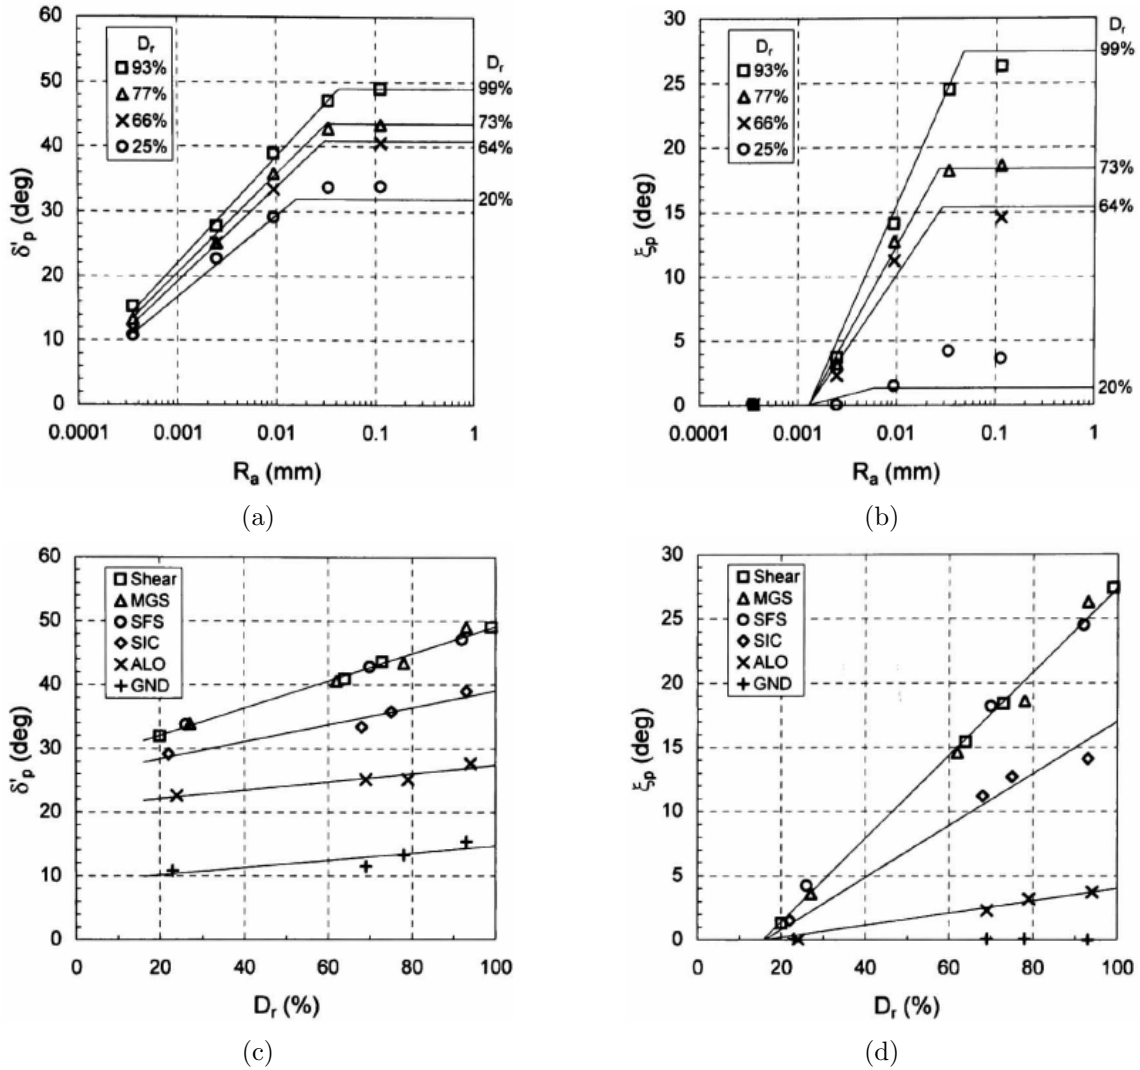 60
50
40
30
20
10
0
δ'p (deg)
Dr
93%
77%
66%
25%
Dr
99%
73%
64%
20%
0.0001 0.001 0.01 0.1 1
Ra (mm)
(a)
30
25
20
15
10
5
0
ξp (deg)
Dr
93%
77%
66%
25%
Dr
99%
73%
64%
20%
0.0001 0.001 0.01 0.1 1
Ra (mm)
(b)
60
50
40
30
20
10
0
δ'p (deg)
Shear
MGS
SFS
SIC
ALO
GND
20 40 60 80 100
Dr (%)
(c)
30
25
20
15
10
5
0
ξp (deg)
Shear
MGS
SFS
SIC
ALO
GND
0 20 40 60 80 100
Dr (%)
(d)